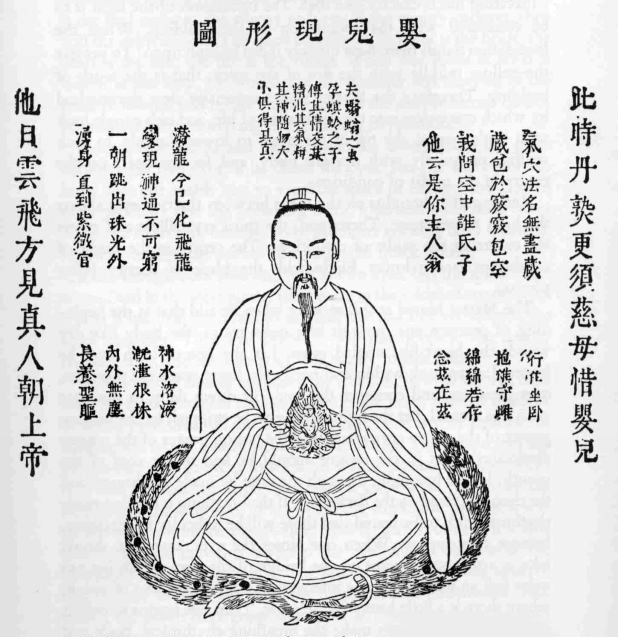 嬰兒現形圖
此時丹熟更須慈母惜嬰兒
氣穴法名無盡藏
藏包於竅竅包空
我問空中誰氏子
他云是你主人翁
行住坐臥
抱雄守雌
綿綿若存
念茲在茲
夫蜾蠃之虫
孕螟蛉之子
傳其情交其
精混其氣和
其神隨物大
小俱得其真
潛龍今已化飛龍
變現神通不可窮
一朝跳出珠光外
身直到紫微宮
神水溶液
溉灌根株
內外無塵
長養聖軀
他日雲飛方見真人朝上帝